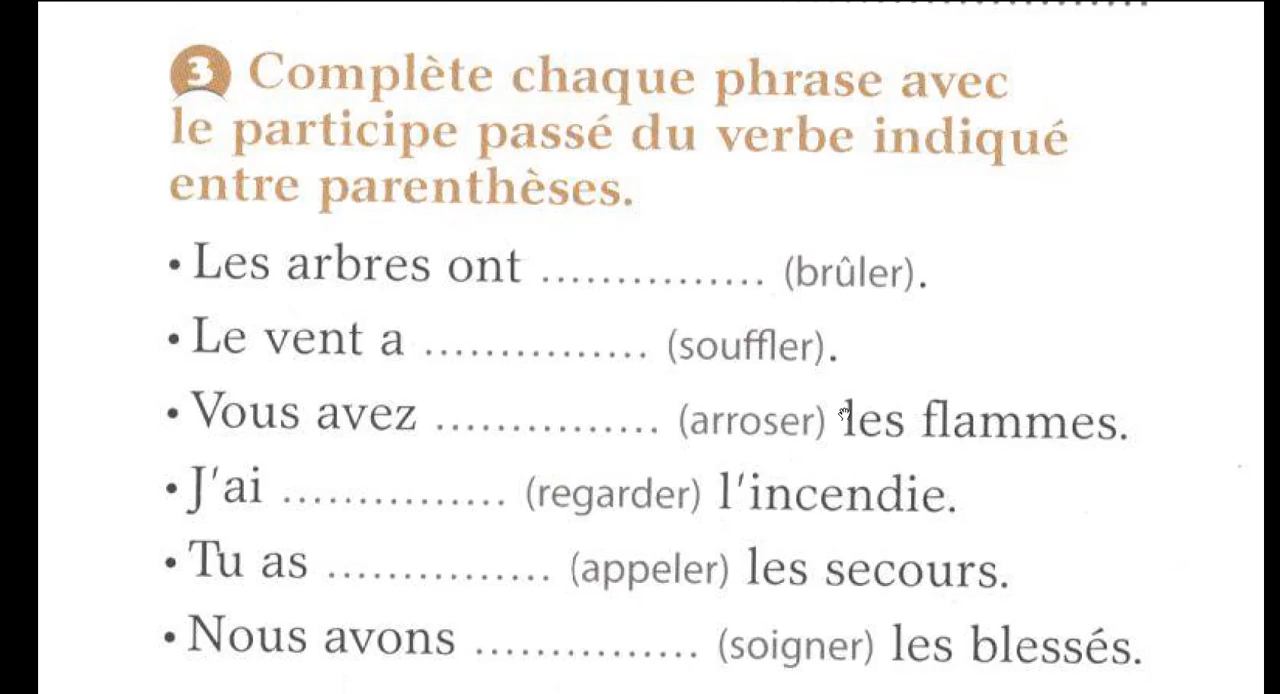 3 Complète chaque phrase avec
le participe passé du verbe indiqué
entre parenthèses.
• Les arbres ont ............... (brûler).
• Le vent a ............... (souffler).
• Vous avez ............... (arroser) les flammes.
• J'ai ............... (regarder) l'incendie.
• Tu as ............... (appeler) les secours.
• Nous avons ............... (soigner) les blessés.